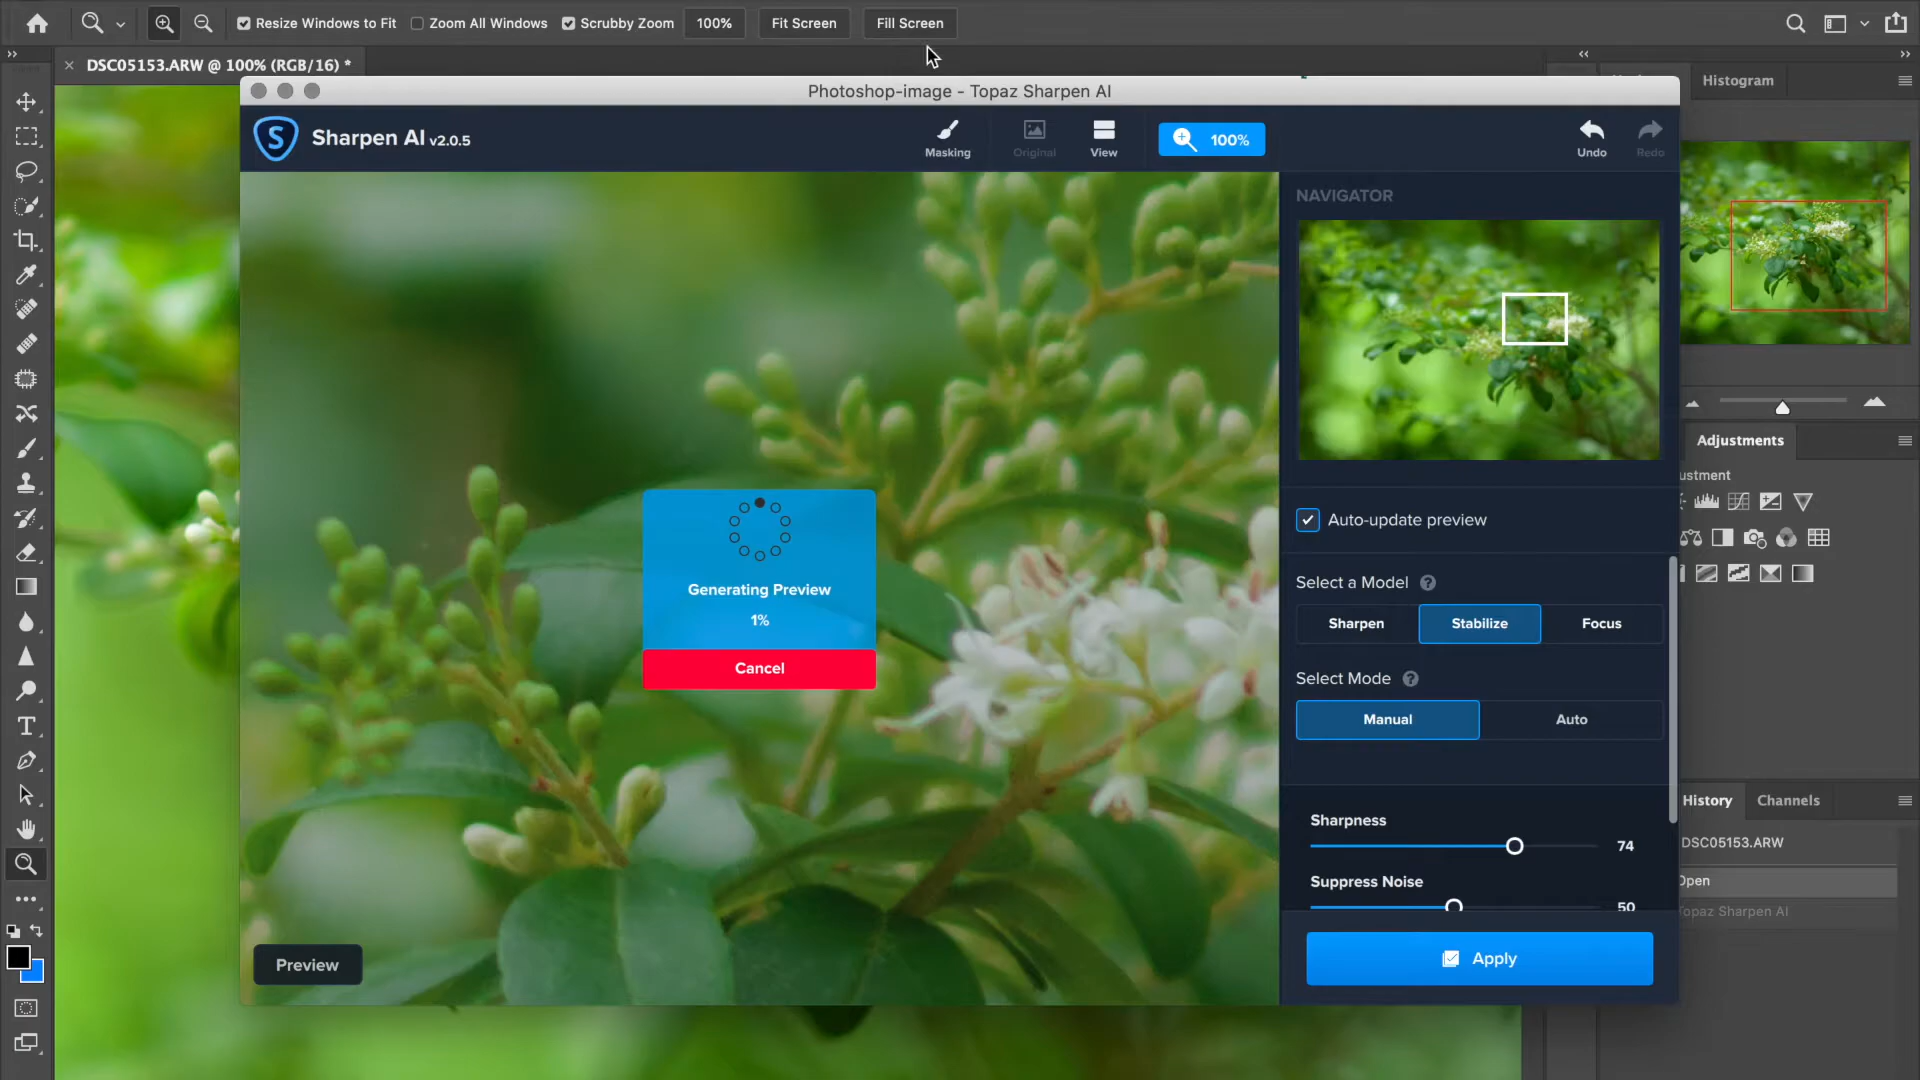 Resize Windows to Fit
Zoom All Windows
Scrubby Zoom
100%
Fit Screen
Fill Screen
DSC05153.ARW @ 100% (RGB/16) *
Histogram
Photoshop-image - Topaz Sharpen AI
Sharpen AI v2.0.5
Masking
Original
View
100%
Undo
Redo
NAVIGATOR
Auto-update preview
Select a Model
Sharpen
Stabilize
Focus
Select Mode
Manual
Auto
Sharpness
74
Suppress Noise
50
Apply
Generating Preview
1%
Cancel
Preview
Adjustments
ustment
History
Channels
DSC05153.ARW
Open
Topaz Sharpen AI